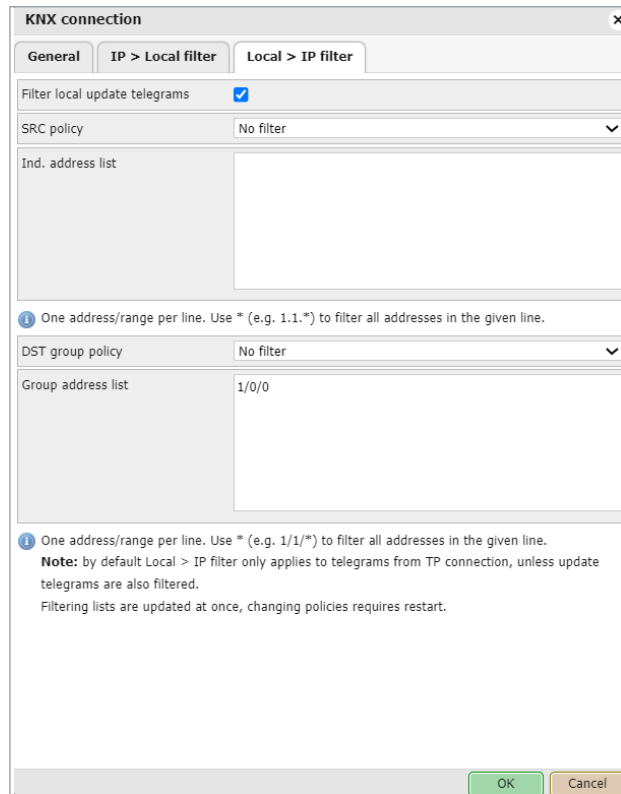 KNX connection
General IP > Local filter Local > IP filter
Filter local update telegrams
SRC policy No filter
Ind. address list
One address/range per line. Use * (e.g. 1.1.*) to filter all addresses in the given line.
DST group policy No filter
Group address list 1/0/0
One address/range per line. Use * (e.g. 1/1/*) to filter all addresses in the given line.
Note: by default Local > IP filter only applies to telegrams from TP connection, unless update
telegrams are also filtered.
Filtering lists are updated at once, changing policies requires restart.
OK Cancel